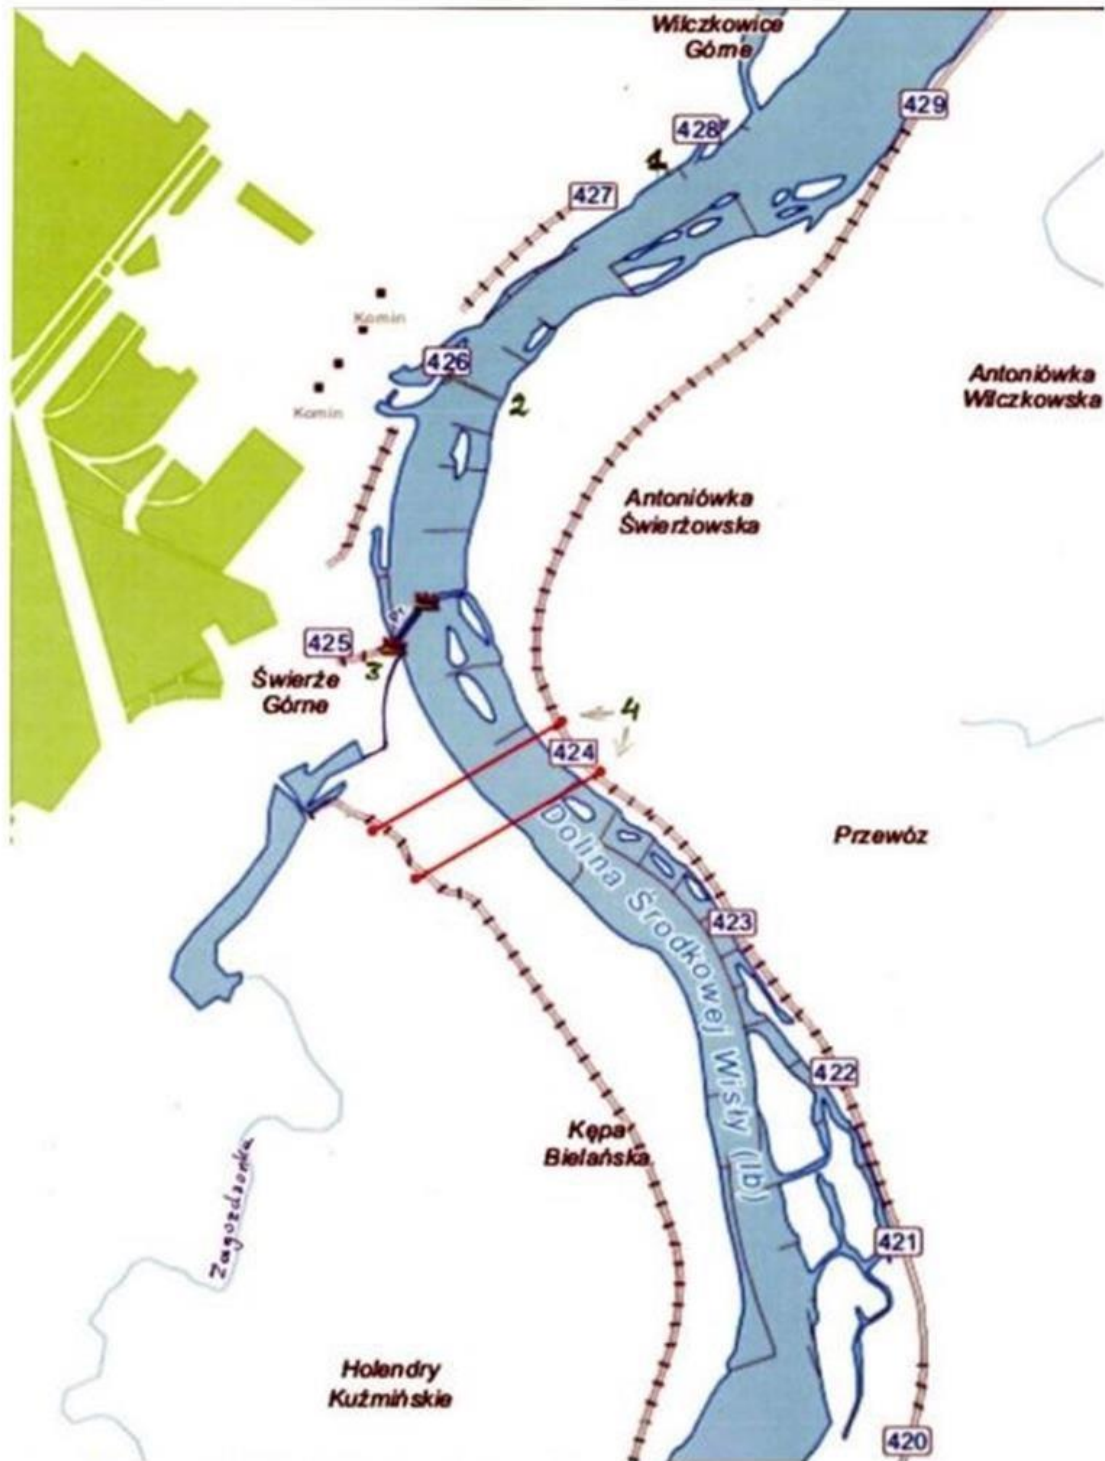 Wilczkowice
Górne
429
428
1
427
Komin
426
Komin
2
Antoniówka
Wilczkowska
Antoniówka
Świerżowska
425
3
Świerże
Górne
4
424
Przewóz
Dolina Środkowej Wisły (lb)
423
422
Kępa
Bielańska
Zagożdżonka
421
Holendry
Kuźmińskie
420